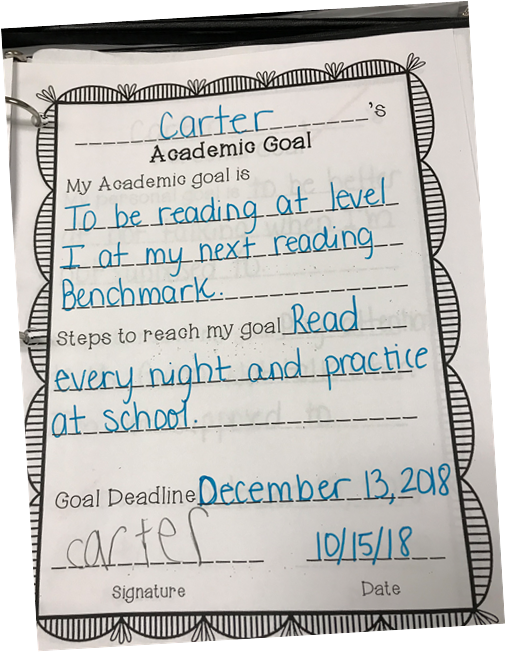 Carter's
Academic Goal
My Academic goal is
To be reading at level
I at my next reading
Benchmark.
Steps to reach my goal Read
every night and practice
at school.
Goal Deadline December 13, 2018
carter 10/15/18
Signature Date